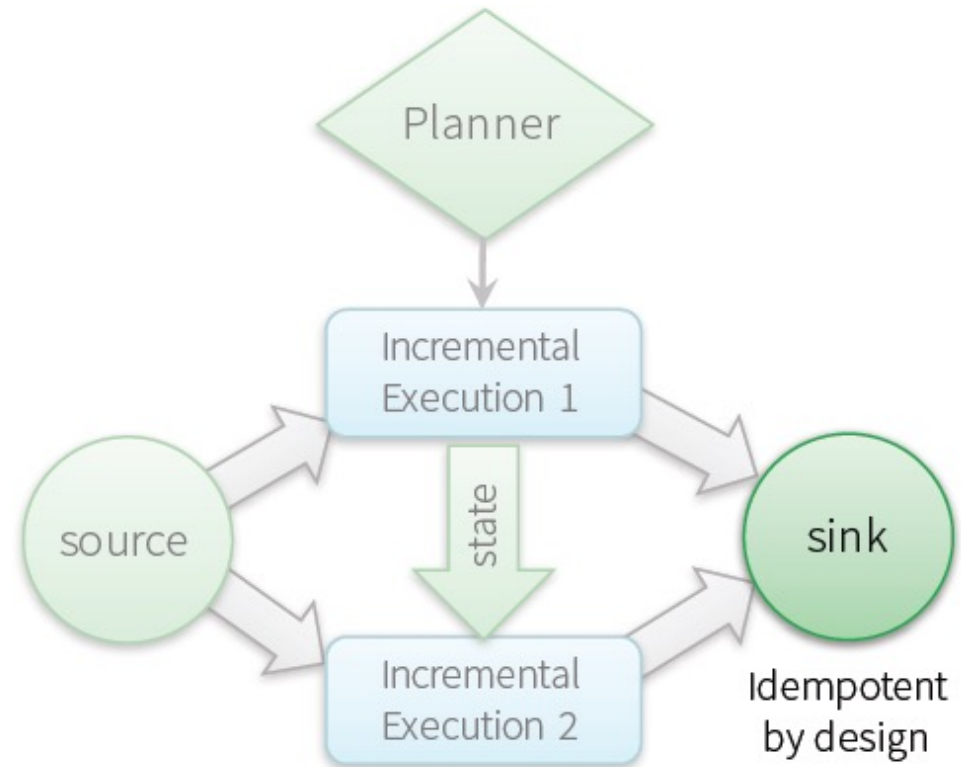 Planner
Incremental
Execution 1
source
state
sink
Incremental
Execution 2
Idempotent
by design